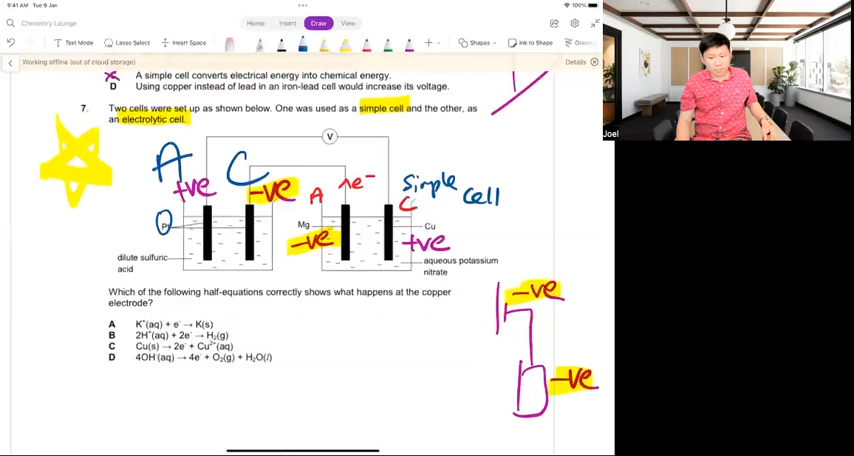 9:41 AM Tue 9 Jan
100%
Chemistry Lounge
Home Insert Draw View
Text Mode Lasso Select Insert Space Shapes Ink to Shape Drawing
Working offline (out of cloud storage) Details
A simple cell converts electrical energy into chemical energy.
D Using copper instead of lead in an iron-lead cell would increase its voltage.
7. Two cells were set up as shown below. One was used as a simple cell and the other, as
an electrolytic cell.
V
A C
+ve -ve A ne⁻ simple cell
C
Pt Mg Cu
-ve +ve
dilute sulfuric
acid
aqueous potassium
nitrate
Which of the following half-equations correctly shows what happens at the copper
electrode?
-ve
A K⁺(aq) + e⁻ → K(s)
B 2H⁺(aq) + 2e⁻ → H₂(g)
C Cu(s) → 2e⁻ + Cu²⁺(aq)
D 4OH⁻(aq) → 4e⁻ + O₂(g) + H₂O(l)
-ve
Joel